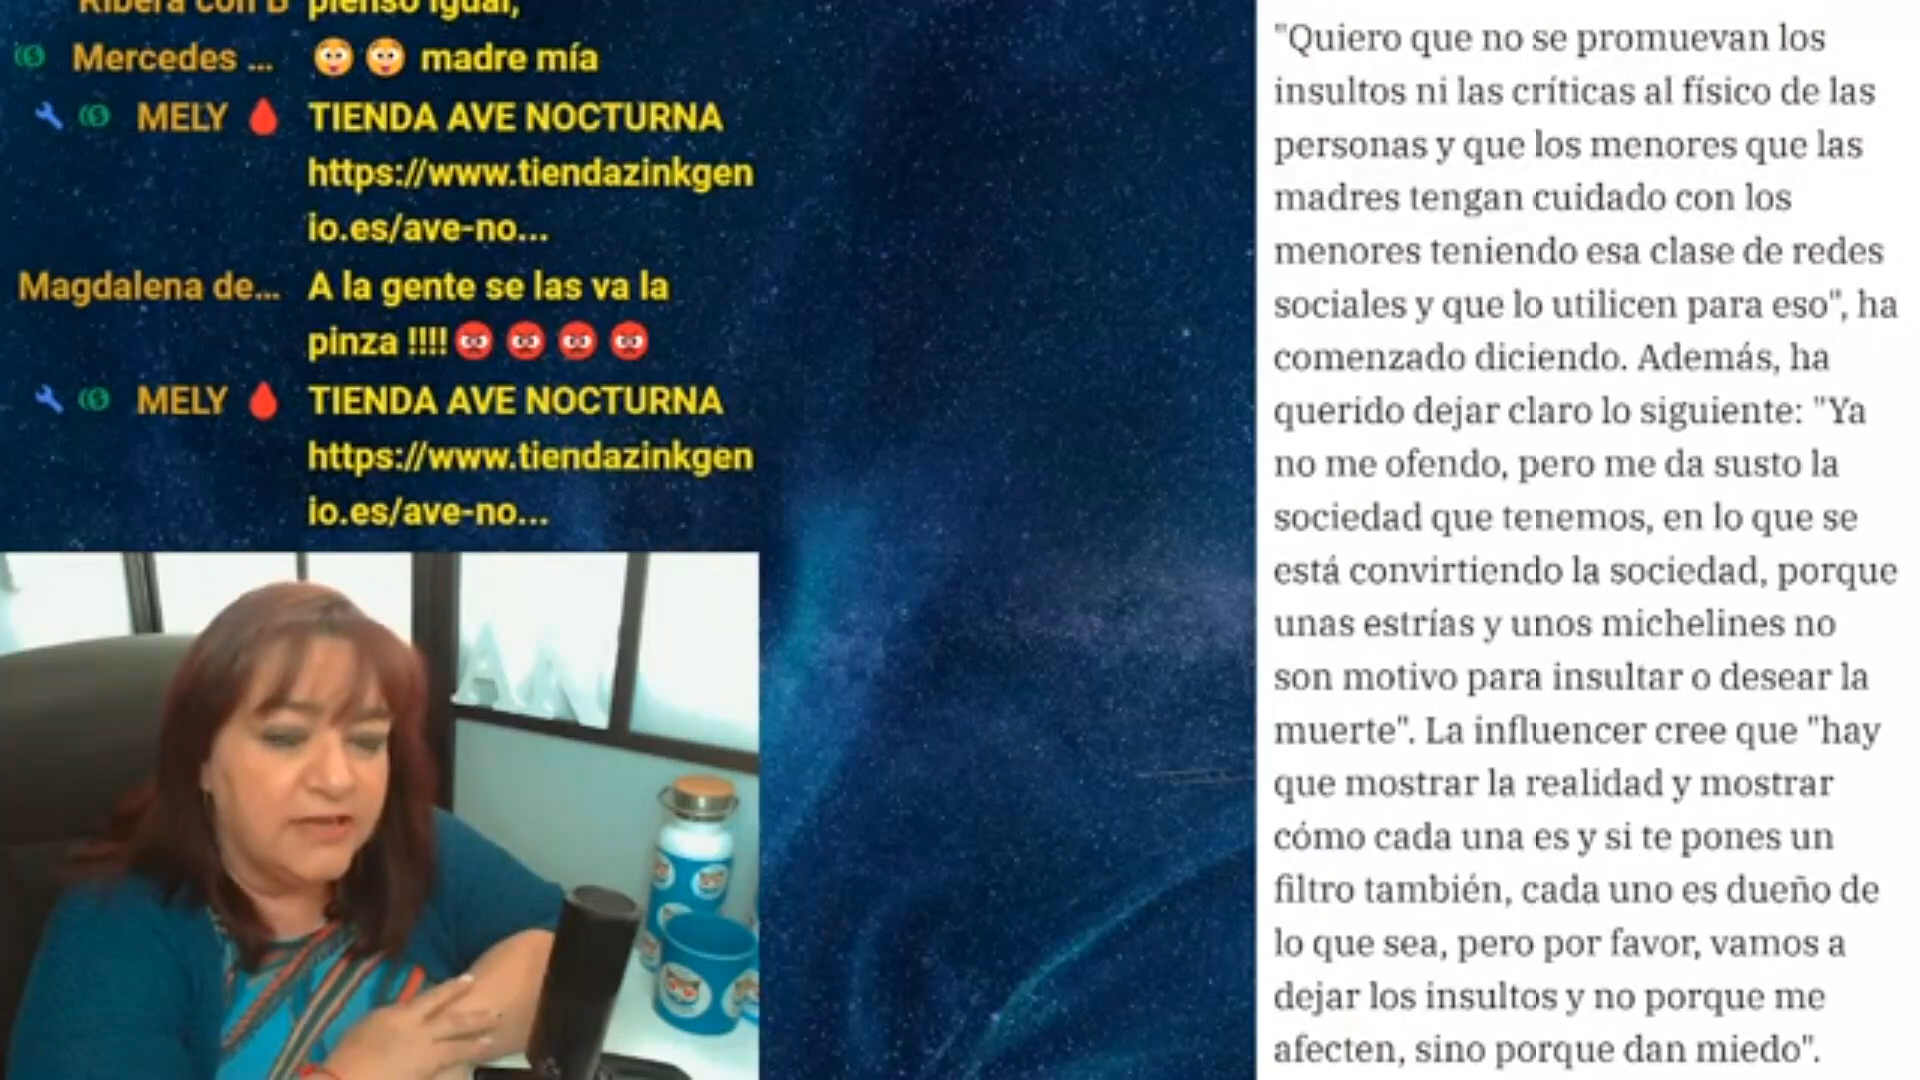 Ribera con B pienso igual,
Mercedes ... madre mía
MELY TIENDA AVE NOCTURNA
https://www.tiendazinkgen
io.es/ave-no...
Magdalena de... A la gente se las va la
pinza !!!!
MELY TIENDA AVE NOCTURNA
https://www.tiendazinkgen
io.es/ave-no...
AN
"Quiero que no se promuevan los
insultos ni las críticas al físico de las
personas y que los menores que las
madres tengan cuidado con los
menores teniendo esa clase de redes
sociales y que lo utilicen para eso", ha
comenzado diciendo. Además, ha
querido dejar claro lo siguiente: "Ya
no me ofendo, pero me da susto la
sociedad que tenemos, en lo que se
está convirtiendo la sociedad, porque
unas estrías y unos michelines no
son motivo para insultar o desear la
muerte". La influencer cree que "hay
que mostrar la realidad y mostrar
cómo cada una es y si te pones un
filtro también, cada uno es dueño de
lo que sea, pero por favor, vamos a
dejar los insultos y no porque me
afecten, sino porque dan miedo".